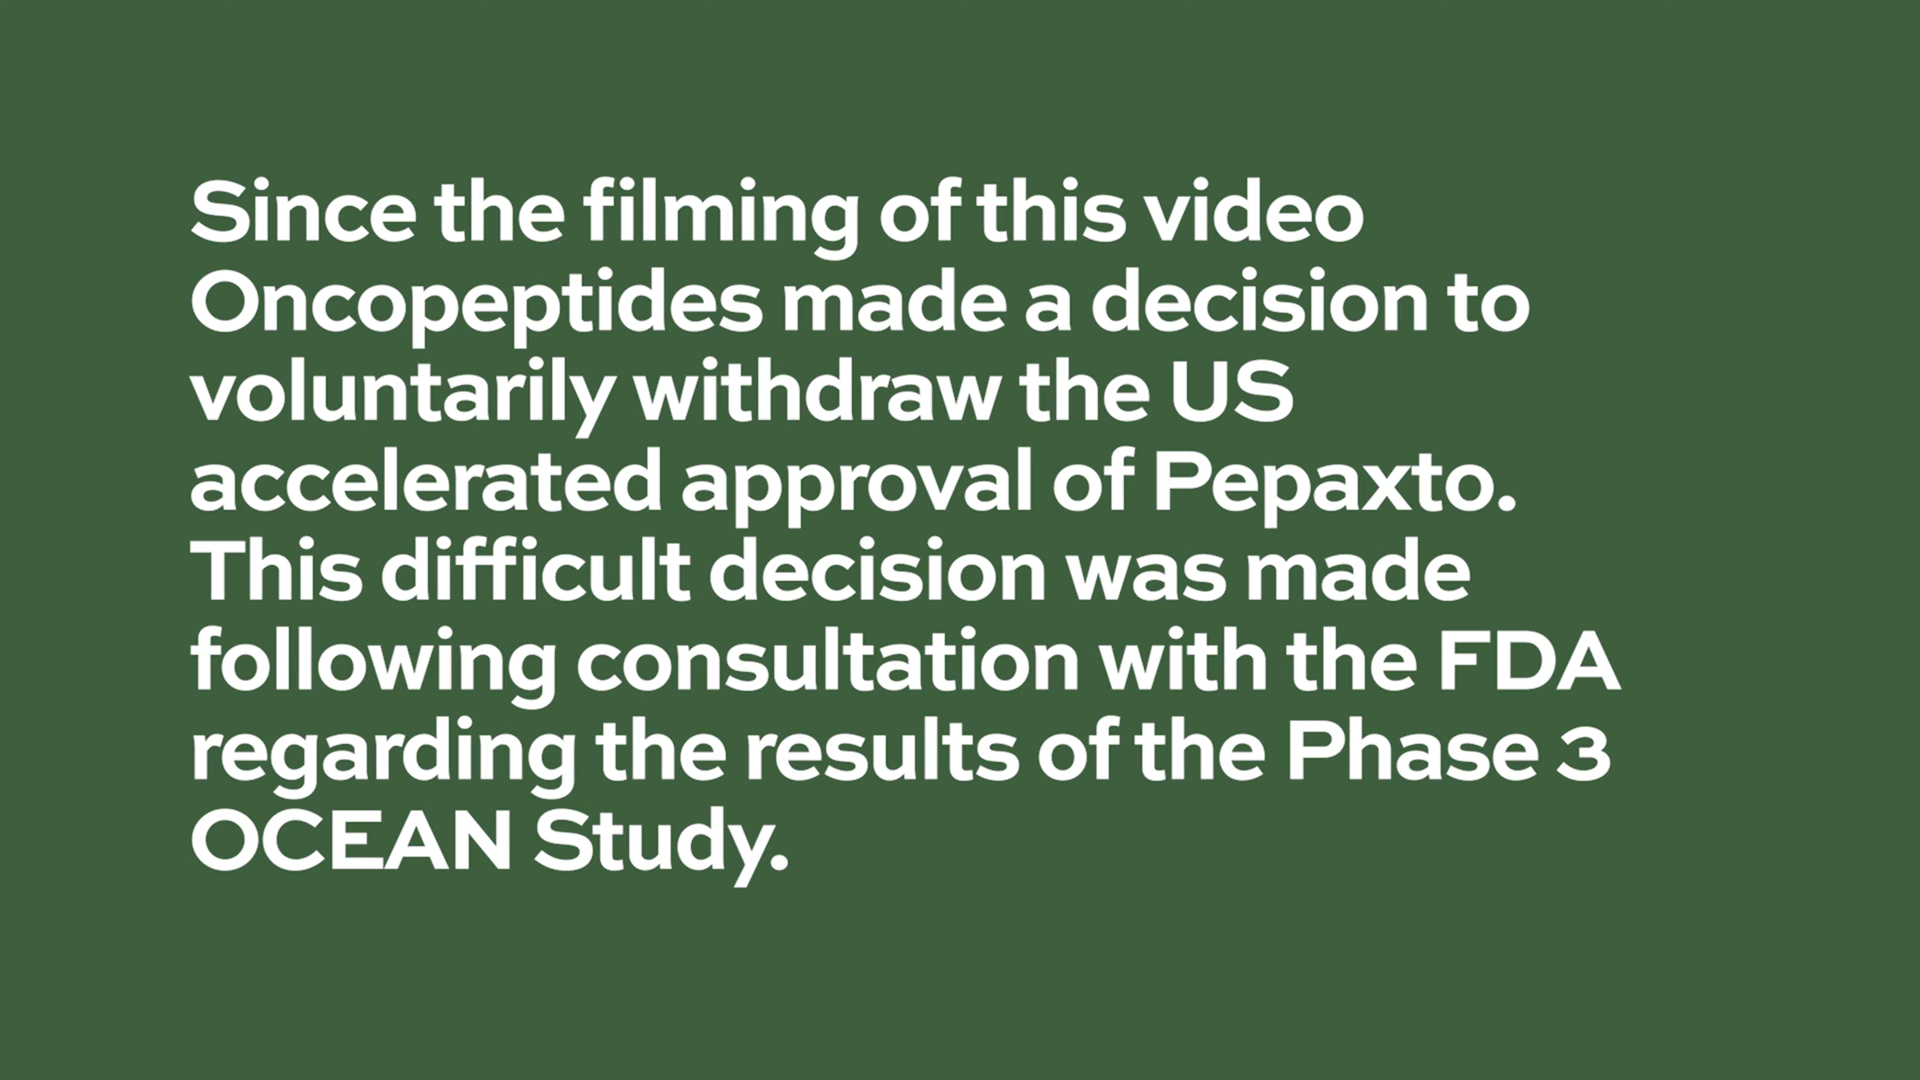 Since the filming of this video
Oncopeptides made a decision to
voluntarily withdraw the US
accelerated approval of Pepaxto.
This difficult decision was made
following consultation with the FDA
regarding the results of the Phase 3
OCEAN Study.